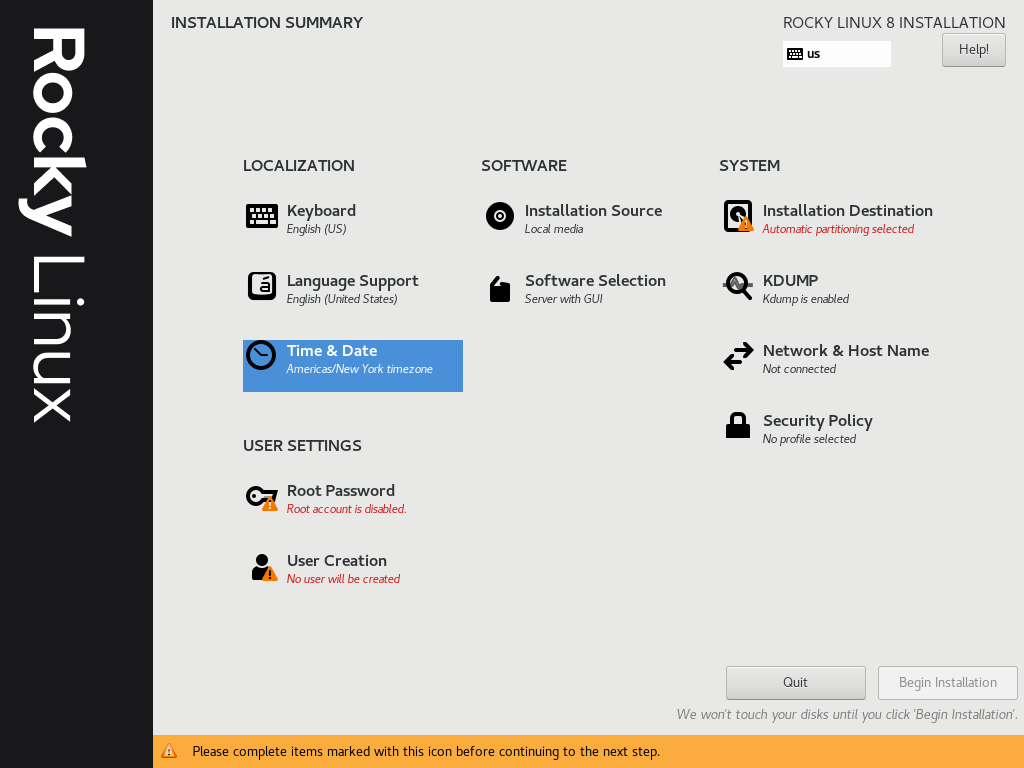 Rocky Linux
INSTALLATION SUMMARY
ROCKY LINUX 8 INSTALLATION
us
Help!
LOCALIZATION
Keyboard
English (US)
Language Support
English (United States)
Time & Date
Americas/New York timezone
USER SETTINGS
Root Password
Root account is disabled.
User Creation
No user will be created
SOFTWARE
Installation Source
Local media
Software Selection
Server with GUI
SYSTEM
Installation Destination
Automatic partitioning selected
KDUMP
Kdump is enabled
Network & Host Name
Not connected
Security Policy
No profile selected
Quit
Begin Installation
We won't touch your disks until you click 'Begin Installation'.
Please complete items marked with this icon before continuing to the next step.